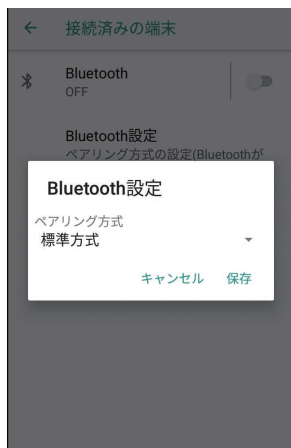 接続済みの端末
Bluetooth
OFF
Bluetooth設定
ペアリング方式の設定(Bluetoothが
Bluetooth設定
ペアリング方式
標準方式
キャンセル 保存